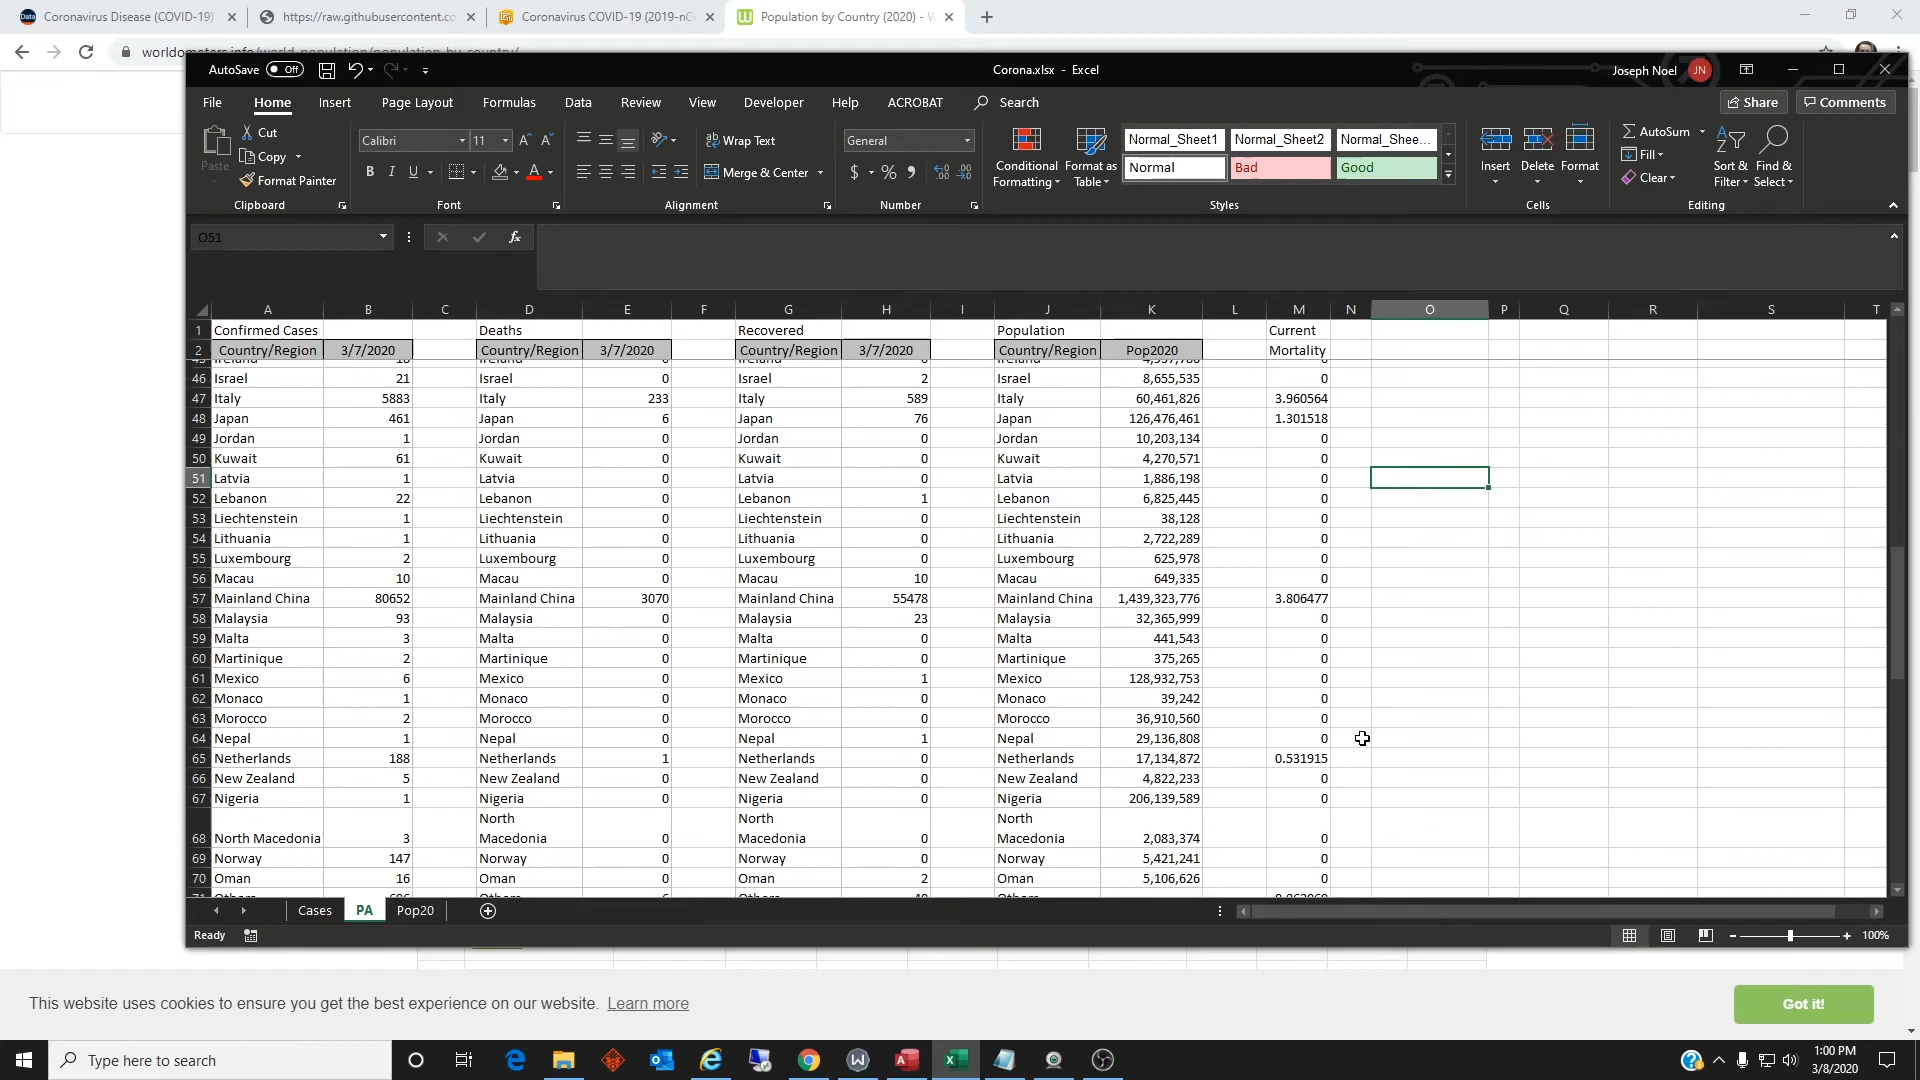 Coronavirus Disease (COVID-19) https://raw.githubusercontent.co Coronavirus COVID-19 (2019-nC Population by Country (2020) - W
worldometers.info/world-population/population-by-country/
AutoSave Off Corona.xlsx - Excel Joseph Noel JN
File Home Insert Page Layout Formulas Data Review View Developer Help ACROBAT Search Share Comments
Paste Cut Calibri 11 Wrap Text General Conditional Formatting Format as Table Normal_Sheet1 Normal_Sheet2 Normal_Shee... Insert Delete Format AutoSum Sort & Filter Find & Select
Copy Fill
Format Painter B I U A Merge & Center $ % Normal Bad Good Clear
Clipboard Font Alignment Number Styles Cells Editing
O51 fx
A B C D E F G H I J K L M N O P Q R S T
1 Confirmed Cases Deaths Recovered Population Current
2 Country/Region 3/7/2020 Country/Region 3/7/2020 Country/Region 3/7/2020 Country/Region Pop2020 Mortality
46 Israel 21 Israel 0 Israel 2 Israel 8,655,535 0
47 Italy 5883 Italy 233 Italy 589 Italy 60,461,826 3.960564
48 Japan 461 Japan 6 Japan 76 Japan 126,476,461 1.301518
49 Jordan 1 Jordan 0 Jordan 0 Jordan 10,203,134 0
50 Kuwait 61 Kuwait 0 Kuwait 0 Kuwait 4,270,571 0
51 Latvia 1 Latvia 0 Latvia 0 Latvia 1,886,198 0
52 Lebanon 22 Lebanon 0 Lebanon 1 Lebanon 6,825,445 0
53 Liechtenstein 1 Liechtenstein 0 Liechtenstein 0 Liechtenstein 38,128 0
54 Lithuania 1 Lithuania 0 Lithuania 0 Lithuania 2,722,289 0
55 Luxembourg 2 Luxembourg 0 Luxembourg 0 Luxembourg 625,978 0
56 Macau 10 Macau 0 Macau 10 Macau 649,335 0
57 Mainland China 80652 Mainland China 3070 Mainland China 55478 Mainland China 1,439,323,776 3.806477
58 Malaysia 93 Malaysia 0 Malaysia 23 Malaysia 32,365,999 0
59 Malta 3 Malta 0 Malta 0 Malta 441,543 0
60 Martinique 2 Martinique 0 Martinique 0 Martinique 375,265 0
61 Mexico 6 Mexico 0 Mexico 1 Mexico 128,932,753 0
62 Monaco 1 Monaco 0 Monaco 0 Monaco 39,242 0
63 Morocco 2 Morocco 0 Morocco 0 Morocco 36,910,560 0
64 Nepal 1 Nepal 0 Nepal 1 Nepal 29,136,808 0
65 Netherlands 188 Netherlands 1 Netherlands 0 Netherlands 17,134,872 0.531915
66 New Zealand 5 New Zealand 0 New Zealand 0 New Zealand 4,822,233 0
67 Nigeria 1 Nigeria 0 Nigeria 0 Nigeria 206,139,589 0
North North North
68 North Macedonia 3 Macedonia 0 Macedonia 0 Macedonia 2,083,374 0
69 Norway 147 Norway 0 Norway 0 Norway 5,421,241 0
70 Oman 16 Oman 0 Oman 2 Oman 5,106,626 0
Cases PA Pop20
Ready 100%
This website uses cookies to ensure you get the best experience on our website. Learn more Got it!
Type here to search 1:00 PM
3/8/2020